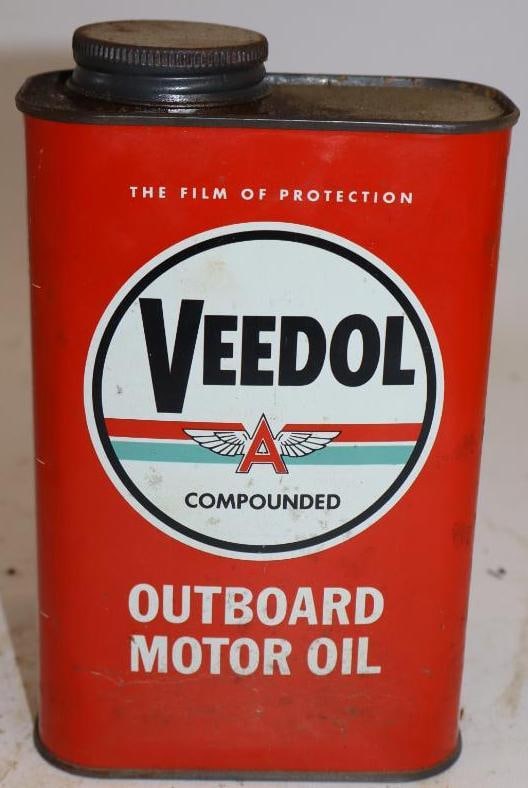 THE FILM OF PROTECTION
VEEDOL
A
COMPOUNDED
OUTBOARD
MOTOR OIL